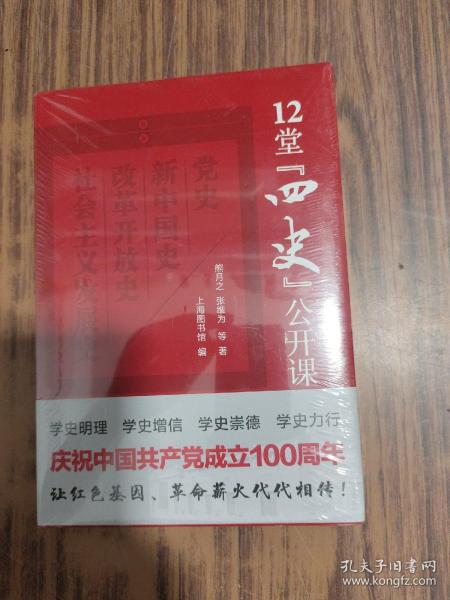 12堂『四史』公开课
党史
新中国史
改革开放史
社会主义发展史
熊月之 张维为 等 著
上海图书馆 编
学史明理 学史增信 学史崇德 学史力行
庆祝中国共产党成立100周年
让红色基因、革命薪火代代相传！
孔夫子旧书网
www.kongfz.com